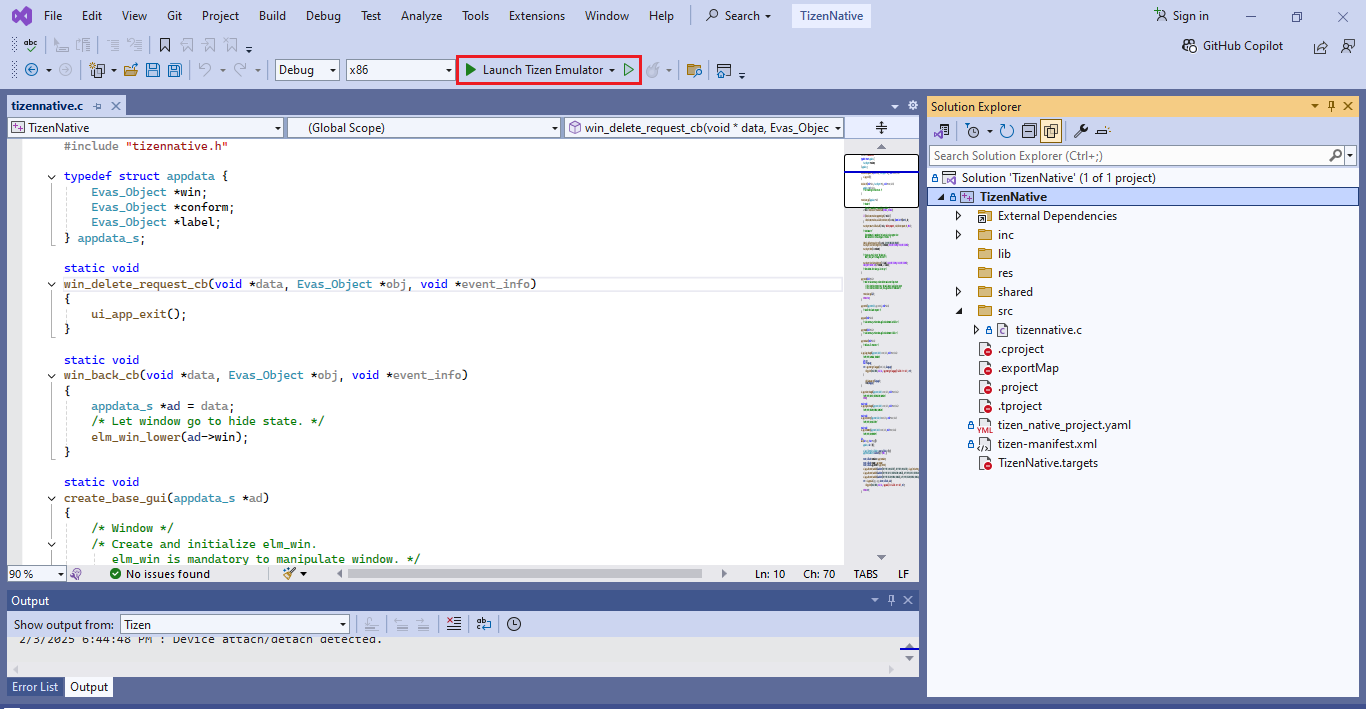 File Edit View Git Project Build Debug Test Analyze Tools Extensions Window Help Search TizenNative Sign in
abc GitHub Copilot
Debug x86 Launch Tizen Emulator
tizennative.c
TizenNative (Global Scope) win_delete_request_cb(void * data, Evas_Objec
#include "tizennative.h"
typedef struct appdata {
Evas_Object *win;
Evas_Object *conform;
Evas_Object *label;
} appdata_s;
static void
win_delete_request_cb(void *data, Evas_Object *obj, void *event_info)
{
ui_app_exit();
}
static void
win_back_cb(void *data, Evas_Object *obj, void *event_info)
{
appdata_s *ad = data;
/* Let window go to hide state. */
elm_win_lower(ad->win);
}
static void
create_base_gui(appdata_s *ad)
{
/* Window */
/* Create and initialize elm_win.
elm_win is mandatory to manipulate window. */
90 % No issues found Ln: 10 Ch: 70 TABS LF
Output
Show output from: Tizen
2/3/2025 6:44:48 PM : Device attach/detach detected.
Error List Output
Solution Explorer
Search Solution Explorer (Ctrl+;)
Solution 'TizenNative' (1 of 1 project)
TizenNative
External Dependencies
inc
lib
res
shared
src
tizennative.c
.cproject
.exportMap
.project
.tproject
YML tizen_native_project.yaml
tizen-manifest.xml
TizenNative.targets